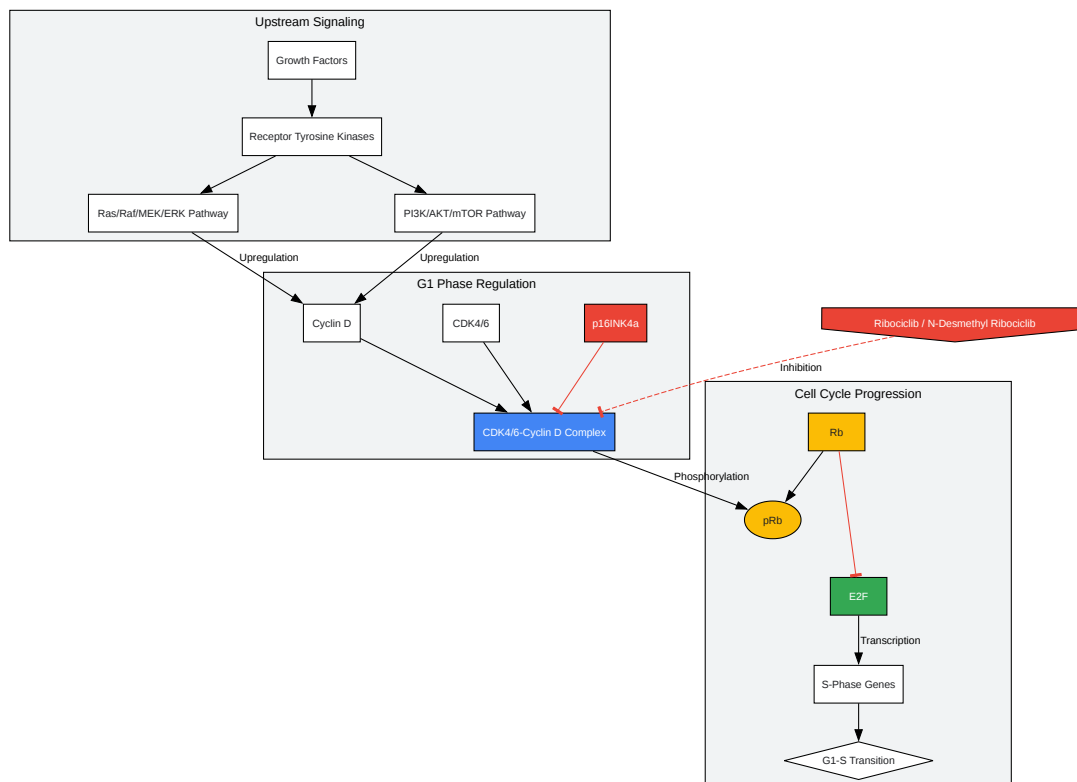 Upstream Signaling
Growth Factors
Receptor Tyrosine Kinases
Ras/Raf/MEK/ERK Pathway
PI3K/AKT/mTOR Pathway
Upregulation
Upregulation
G1 Phase Regulation
Cyclin D
CDK4/6
p16INK4a
Ribociclib / N-Desmethyl Ribociclib
Inhibition
CDK4/6-Cyclin D Complex
Cell Cycle Progression
Rb
Phosphorylation
pRb
E2F
Transcription
S-Phase Genes
G1-S Transition